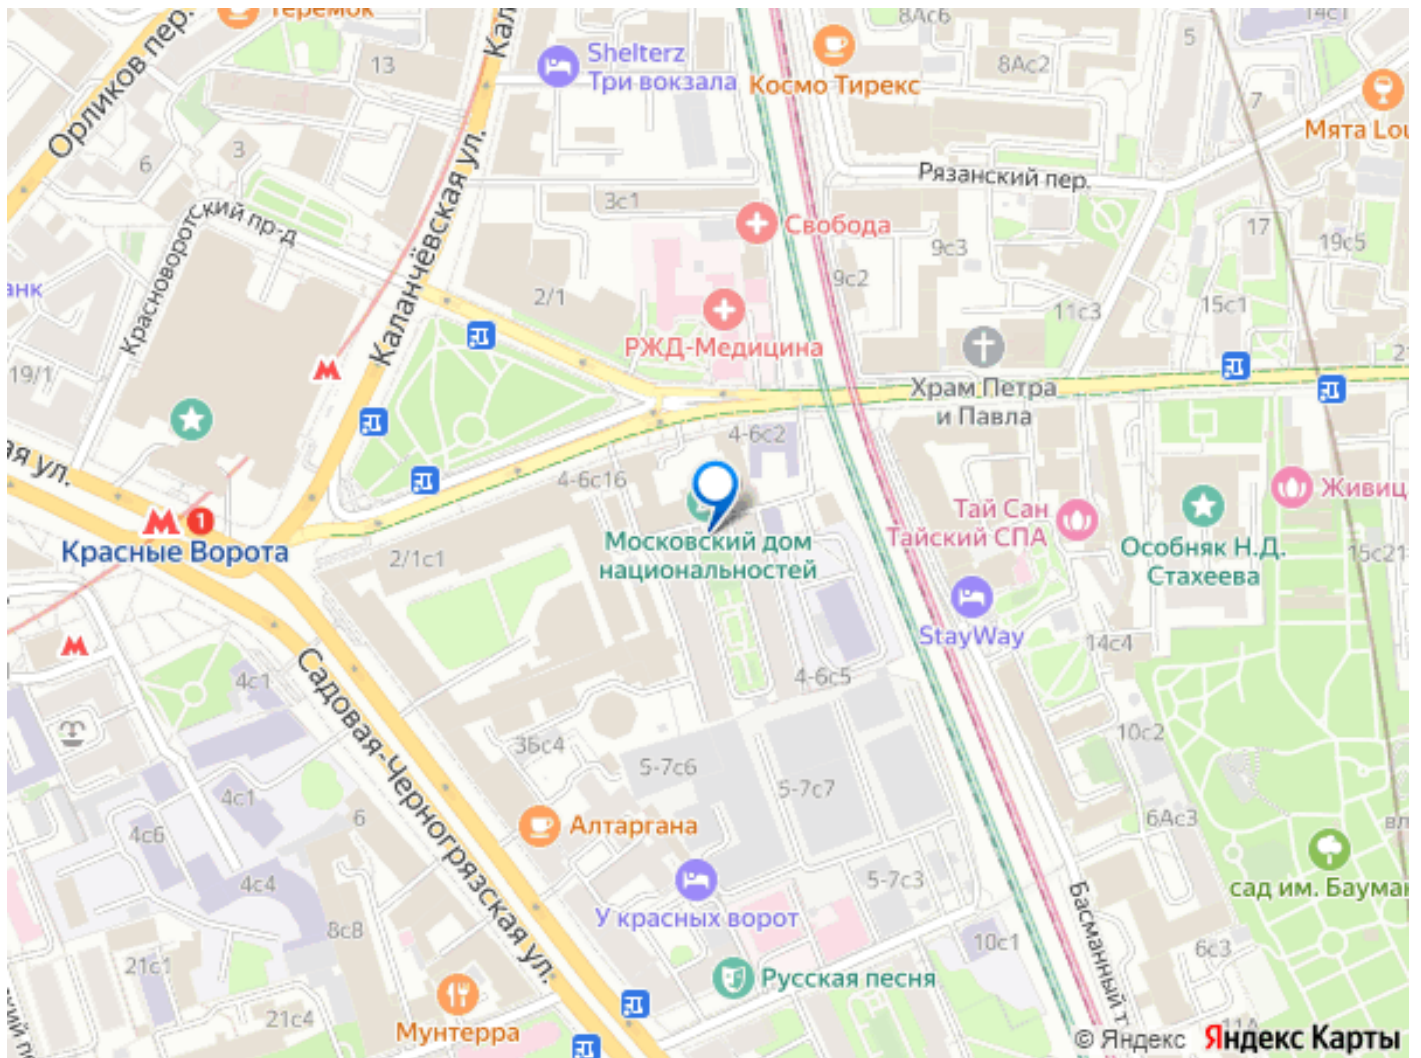 Теремок
Орликов пер.
13
6
3
Shelterz
Три вокзала
Космо Тирекс
8Ас6
8Ас2
5
14с1
7
Мята Lou
Каланчёвская ул.
Красноворотский пр-д
3с1
Свобода
Рязанский пер.
9с3
9с2
17
19с5
15с1
11с3
2/1
РЖД-Медицина
Храм Петра
и Павла
19/1
4-6с2
4-6с16
Московский дом
национальностей
Тай Сан
Тайский СПА
Особняк Н.Д.
Стахеева
Живиц
15с21
1
Красные Ворота
2/1с1
StayWay
14с4
4-6с5
10с2
Садовая-Черногрязская ул.
4с1
3Бс4
5-7с6
5-7с7
6Ас3
4с1
6
4с6
4с4
Алтаргана
сад им. Бауман
5-7с3
У красных ворот
Басманный т
8с8
10с1
6с3
21с1
Русская песня
21с4
Мунтерра
11А
© Яндекс Яндекс Карты